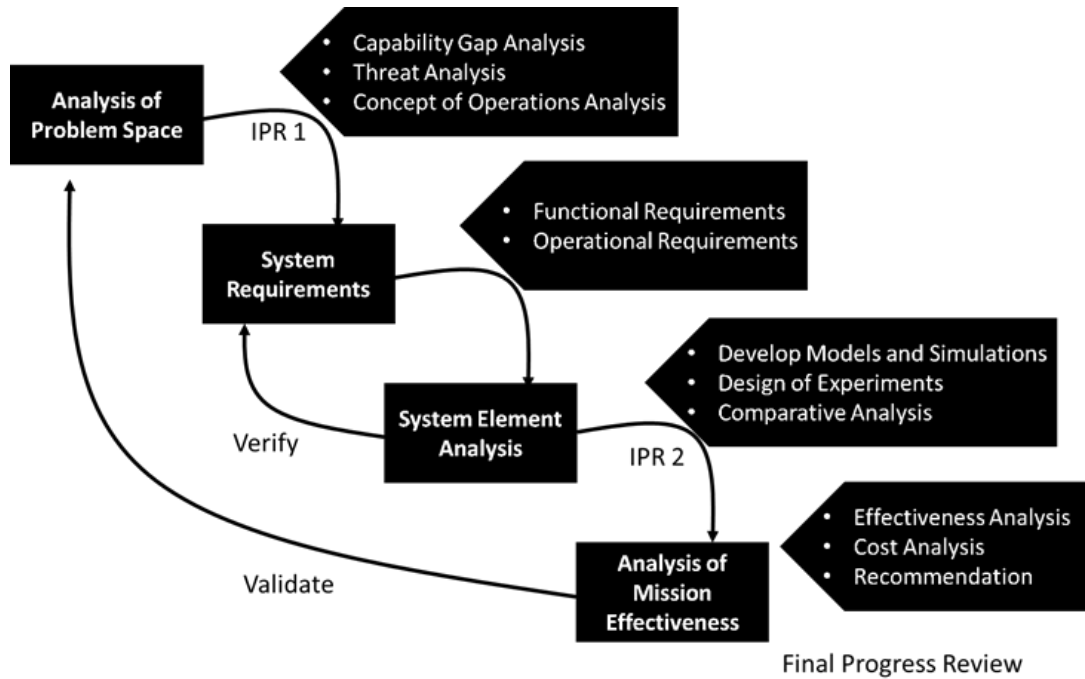 Analysis of
Problem Space
IPR 1
• Capability Gap Analysis
• Threat Analysis
• Concept of Operations Analysis
System
Requirements
• Functional Requirements
• Operational Requirements
Verify
System Element
Analysis
IPR 2
• Develop Models and Simulations
• Design of Experiments
• Comparative Analysis
Validate
Analysis of
Mission
Effectiveness
• Effectiveness Analysis
• Cost Analysis
• Recommendation
Final Progress Review